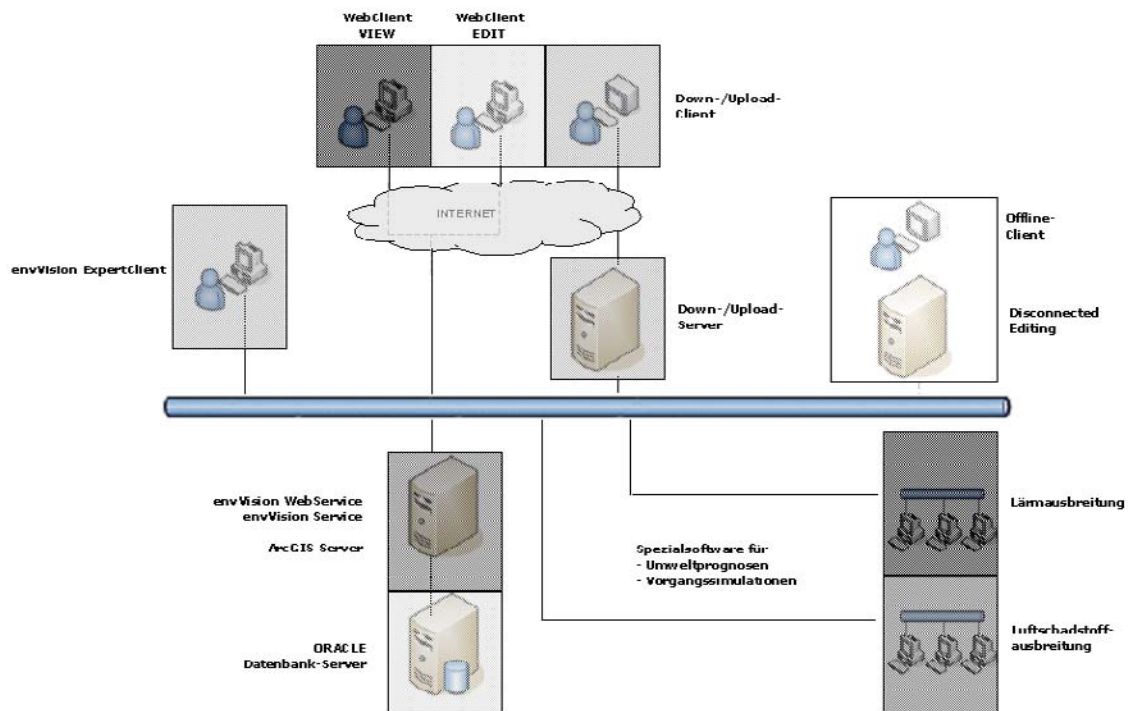 WebClient
VIEW
WebClient
EDIT
Down-/Upload-
Client
INTERNET
Offline-
Client
envVision ExpertClient
Down-/Upload-
Server
Disconnected
Editing
envVision WebService
envVision Service
ArcGIS Server
Lärmausbreitung
Spezialsoftware für
- Umweltprognosen
- Vorgangssimulationen
ORACLE
Datenbank-Server
Luftschadstoff-
ausbreitung